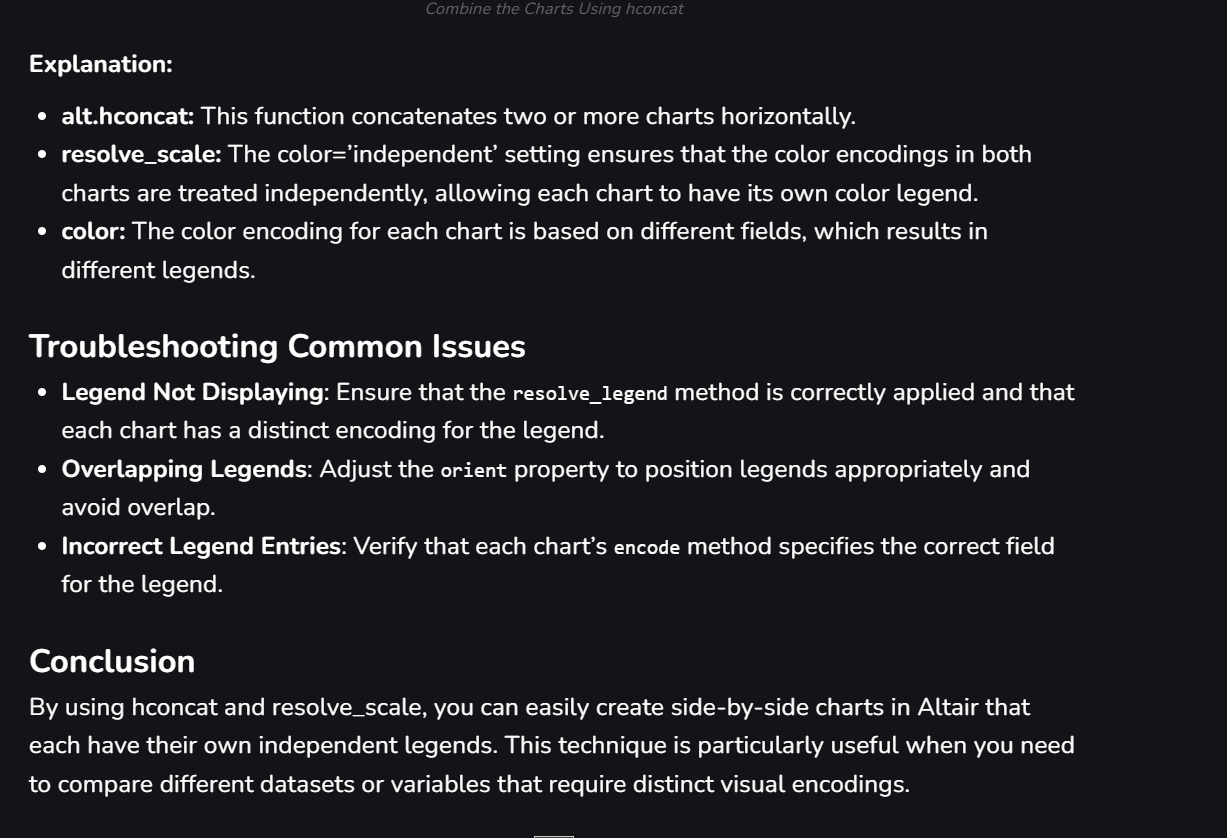 Combine the Charts Using hconcat
Explanation:
• alt.hconcat: This function concatenates two or more charts horizontally.
• resolve_scale: The color=’independent’ setting ensures that the color encodings in both
charts are treated independently, allowing each chart to have its own color legend.
• color: The color encoding for each chart is based on different fields, which results in
different legends.
Troubleshooting Common Issues
• Legend Not Displaying: Ensure that the resolve_legend method is correctly applied and that
each chart has a distinct encoding for the legend.
• Overlapping Legends: Adjust the orient property to position legends appropriately and
avoid overlap.
• Incorrect Legend Entries: Verify that each chart’s encode method specifies the correct field
for the legend.
Conclusion
By using hconcat and resolve_scale, you can easily create side-by-side charts in Altair that
each have their own independent legends. This technique is particularly useful when you need
to compare different datasets or variables that require distinct visual encodings.